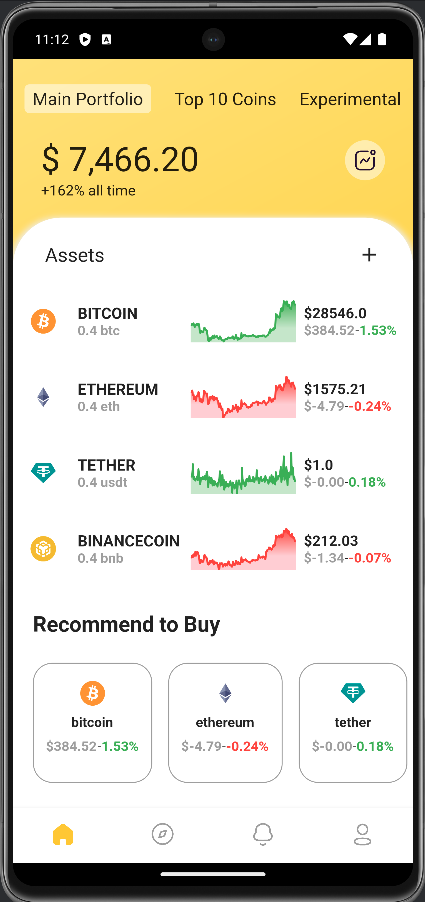 11:12
Main Portfolio Top 10 Coins Experimental
$ 7,466.20
+162% all time
Assets
BITCOIN $28546.0
0.4 btc $384.52-1.53%
ETHEREUM $1575.21
0.4 eth $-4.79--0.24%
TETHER $1.0
0.4 usdt $-0.00-0.18%
BINANCECOIN $212.03
0.4 bnb $-1.34--0.07%
Recommend to Buy
bitcoin ethereum tether
$384.52-1.53% $-4.79--0.24% $-0.00-0.18%